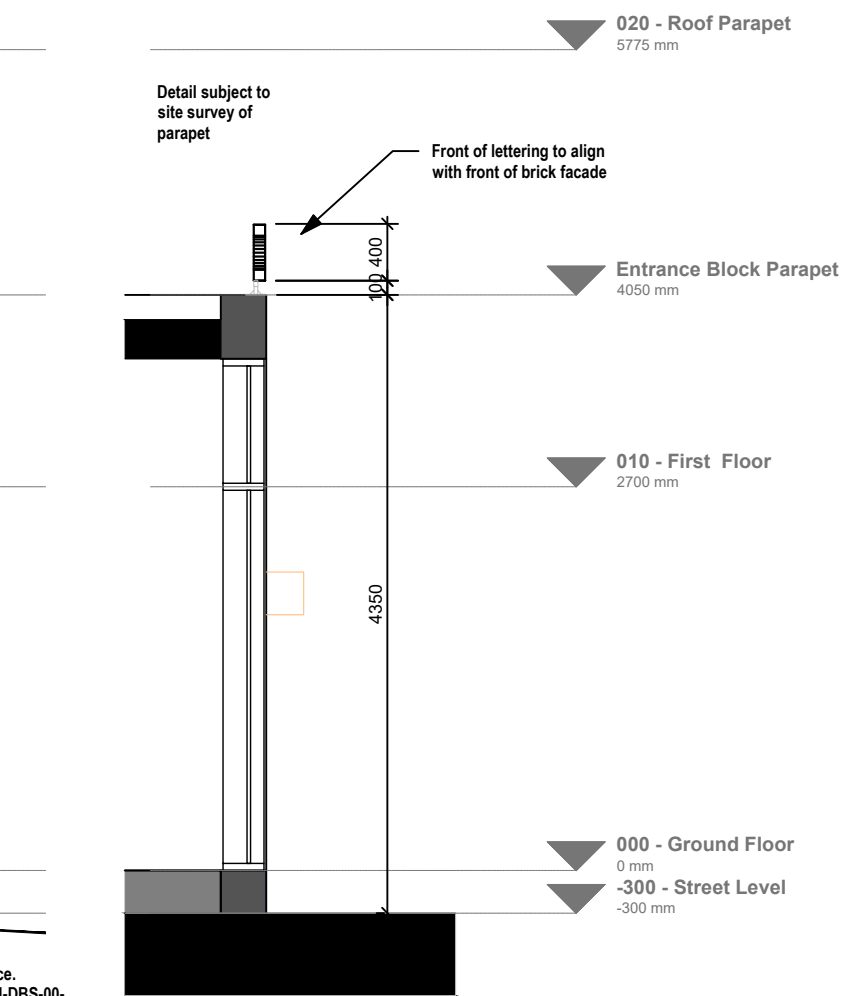 020 - Roof Parapet
5775 mm
Detail subject to
site survey of
parapet
Front of lettering to align
with front of brick facade
400
100
Entrance Block Parapet
4050 mm
010 - First Floor
2700 mm
4350
000 - Ground Floor
0 mm
-300 - Street Level
-300 mm
ce.